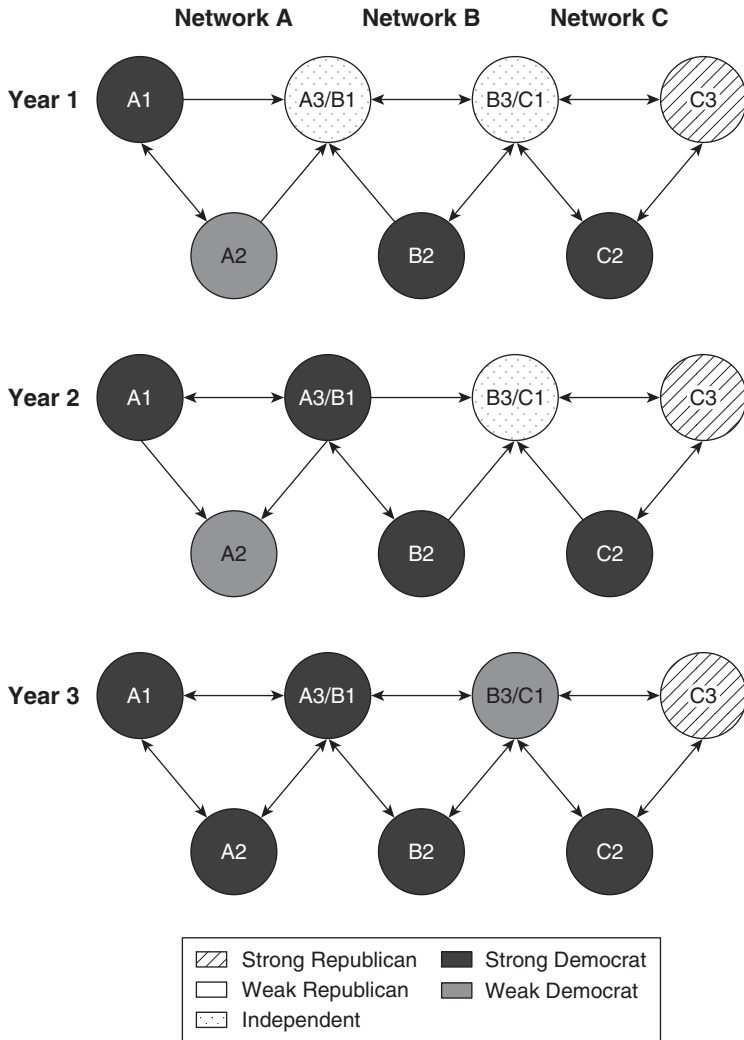 Network A Network B Network C
Year 1 A1 A3/B1 B3/C1 C3
A2 B2 C2
Year 2 A1 A3/B1 B3/C1 C3
A2 B2 C2
Year 3 A1 A3/B1 B3/C1 C3
A2 B2 C2
Strong Republican Strong Democrat
Weak Republican Weak Democrat
Independent